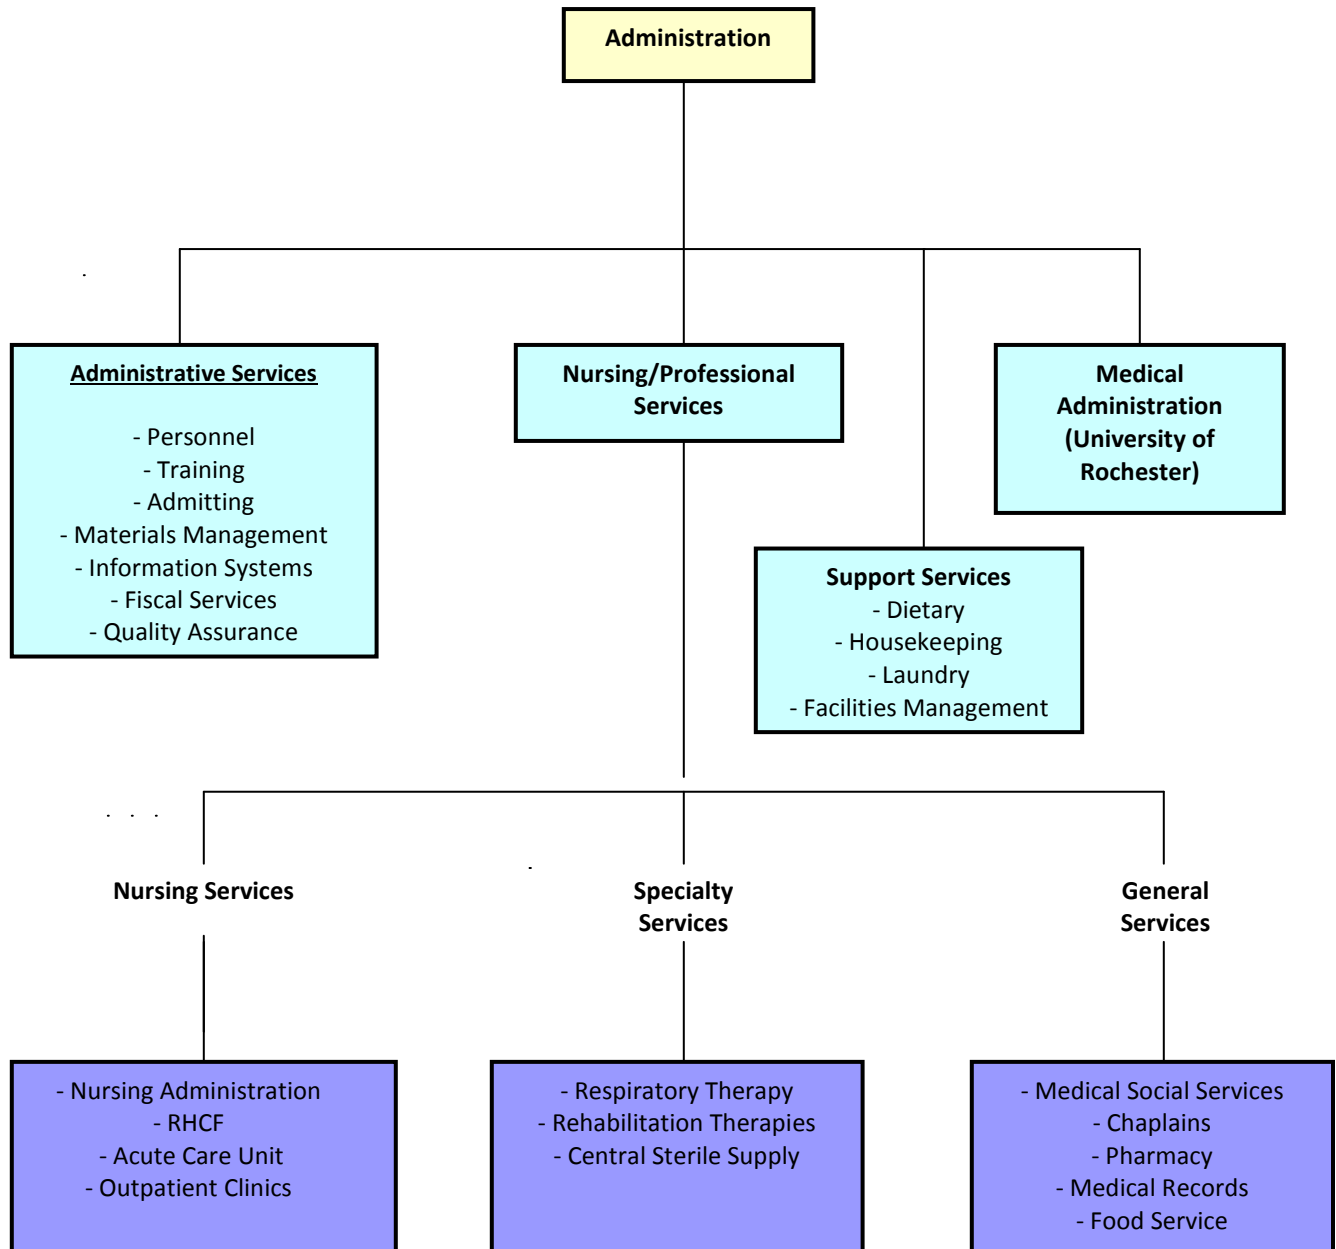 Administration
Administrative Services
- Personnel
- Training
- Admitting
- Materials Management
- Information Systems
- Fiscal Services
- Quality Assurance
Nursing/Professional
Services
Medical
Administration
(University of
Rochester)
Support Services
- Dietary
- Housekeeping
- Laundry
- Facilities Management
Nursing Services
Specialty
Services
General
Services
- Nursing Administration
- RHCF
- Acute Care Unit
- Outpatient Clinics
- Respiratory Therapy
- Rehabilitation Therapies
- Central Sterile Supply
- Medical Social Services
- Chaplains
- Pharmacy
- Medical Records
- Food Service